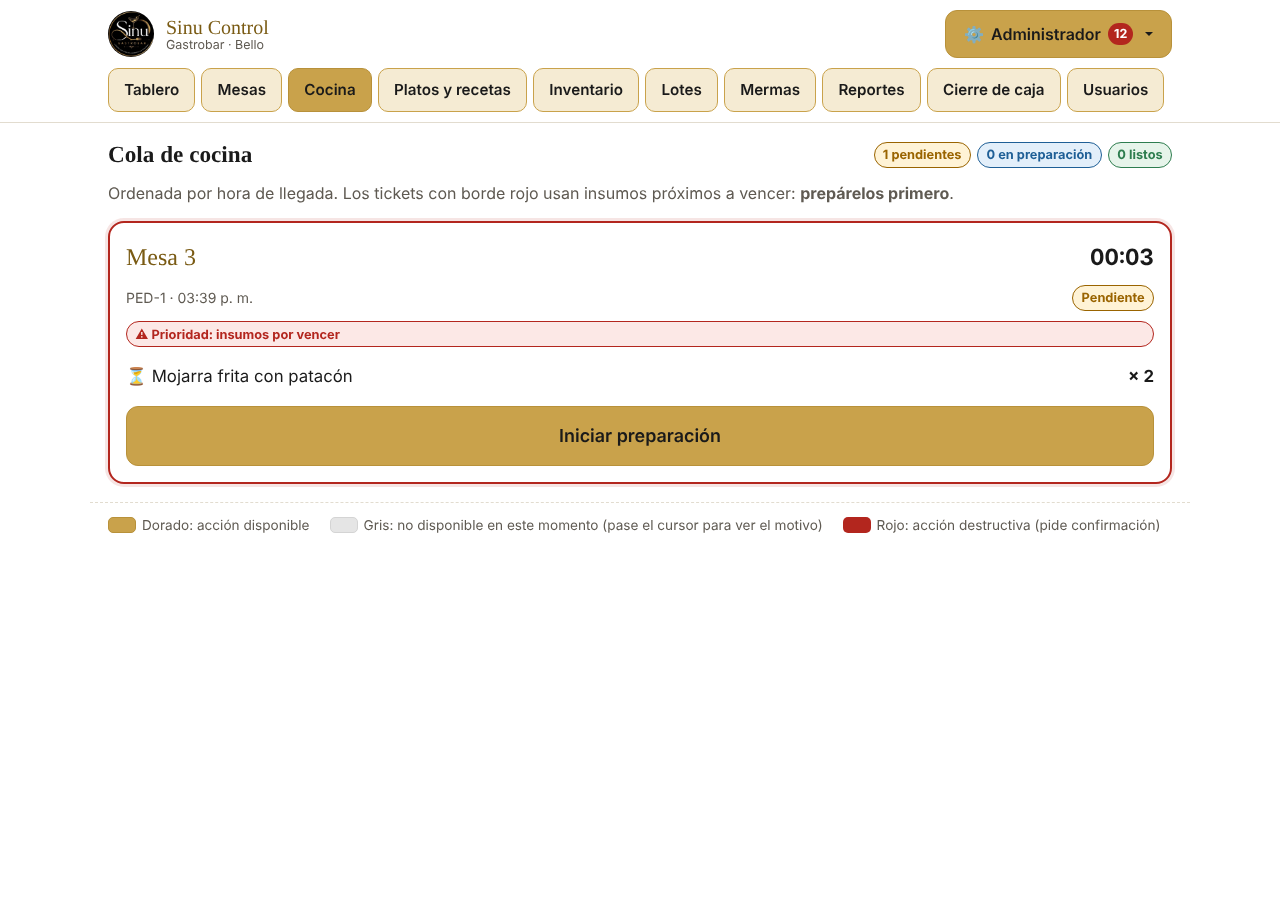 Sinu
Sinu Control
Gastrobar · Bello
Administrador 12
Tablero Mesas Cocina Platos y recetas Inventario Lotes Mermas Reportes Cierre de caja Usuarios
Cola de cocina
1 pendientes 0 en preparación 0 listos
Ordenada por hora de llegada. Los tickets con borde rojo usan insumos próximos a vencer: prepárelos primero.
Mesa 3
00:03
PED-1 · 03:39 p. m.
Pendiente
⚠ Prioridad: insumos por vencer
⏳ Mojarra frita con patacón × 2
Iniciar preparación
Dorado: acción disponible Gris: no disponible en este momento (pase el cursor para ver el motivo) Rojo: acción destructiva (pide confirmación)